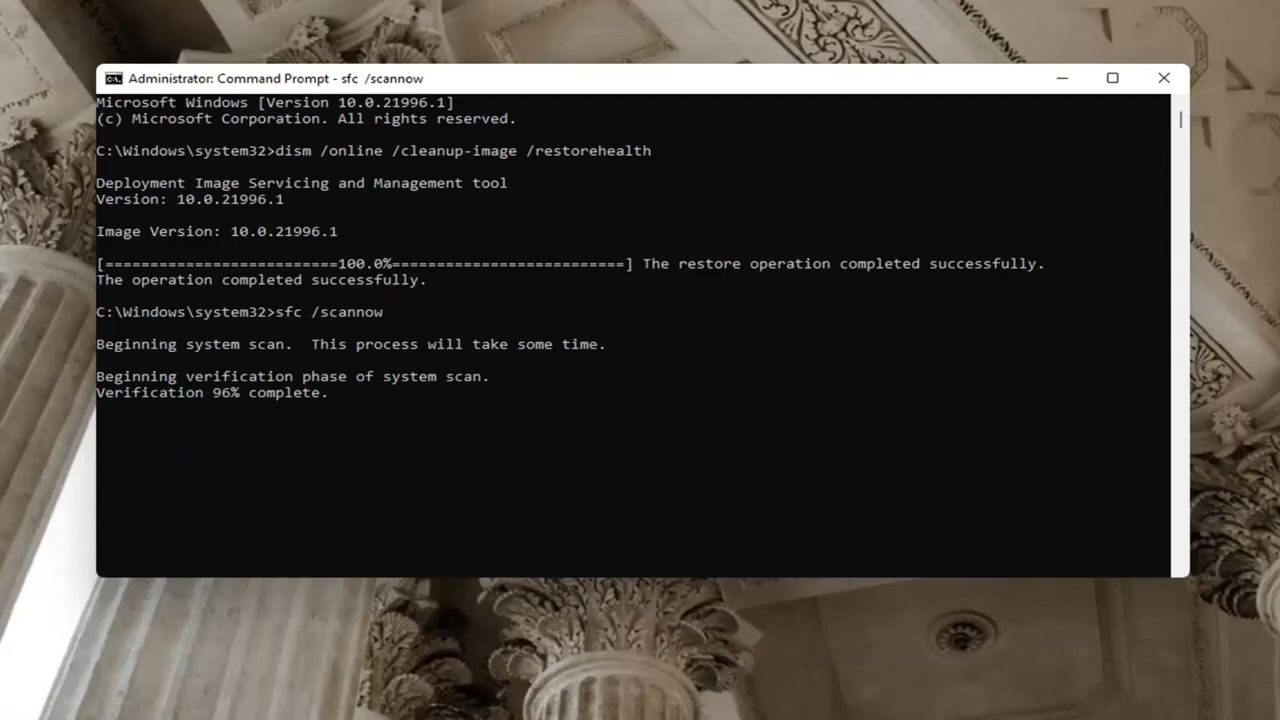 Administrator: Command Prompt - sfc  /scannow
Microsoft Windows [Version 10.0.21996.1]
(c) Microsoft Corporation. All rights reserved.
C:\Windows\system32>dism /online /cleanup-image /restorehealth
Deployment Image Servicing and Management tool
Version: 10.0.21996.1
Image Version: 10.0.21996.1
[==========================100.0%==========================] The restore operation completed successfully.
The operation completed successfully.
C:\Windows\system32>sfc /scannow
Beginning system scan.  This process will take some time.
Beginning verification phase of system scan.
Verification 96% complete.